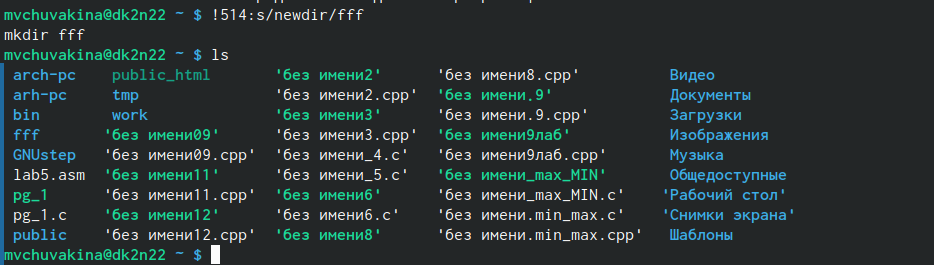 mvchuvakina@dk2n22 ~ $ !514:s/newdir/fff
mkdir fff
mvchuvakina@dk2n22 ~ $ ls
arch-pc public_html 'без имени2' 'без имени8.cpp' Видео
arh-pc tmp 'без имени2.cpp' 'без имени.9' Документы
bin work 'без имени3' 'без имени.9.cpp' Загрузки
fff 'без имени09' 'без имени3.cpp' 'без имени9лаб' Изображения
GNUstep 'без имени09.cpp' 'без имени_4.c' 'без имени9лаб.cpp' Музыка
lab5.asm 'без имени11' 'без имени_5.c' 'без имени_max_MIN' Общедоступные
pg_1 'без имени11.cpp' 'без имени6' 'без имени_max_MIN.c' 'Рабочий стол'
pg_1.c 'без имени12' 'без имени6.c' 'без имени.min_max.c' 'Снимки экрана'
public 'без имени12.cpp' 'без имени8' 'без имени.min_max.cpp' Шаблоны
mvchuvakina@dk2n22 ~ $